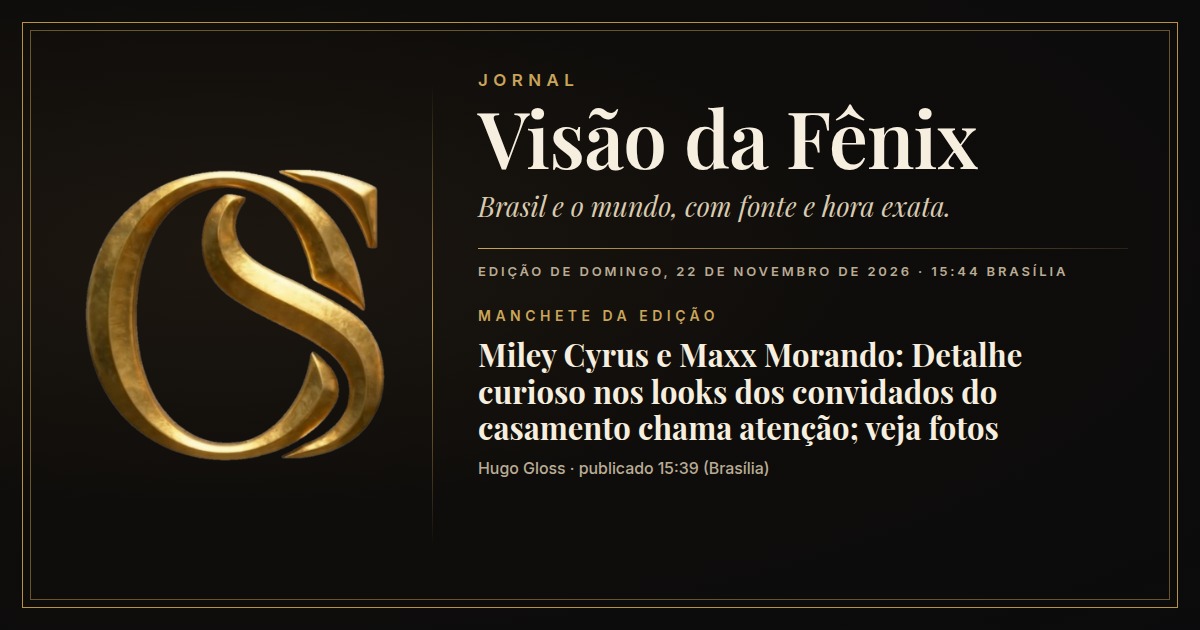 JORNAL
Visão da Fênix
Brasil e o mundo, com fonte e hora exata.
EDIÇÃO DE DOMINGO, 22 DE NOVEMBRO DE 2026 · 15:44 BRASÍLIA
MANCHETE DA EDIÇÃO
Miley Cyrus e Maxx Morando: Detalhe
curioso nos looks dos convidados do
casamento chama atenção; veja fotos
Hugo Gloss · publicado 15:39 (Brasília)